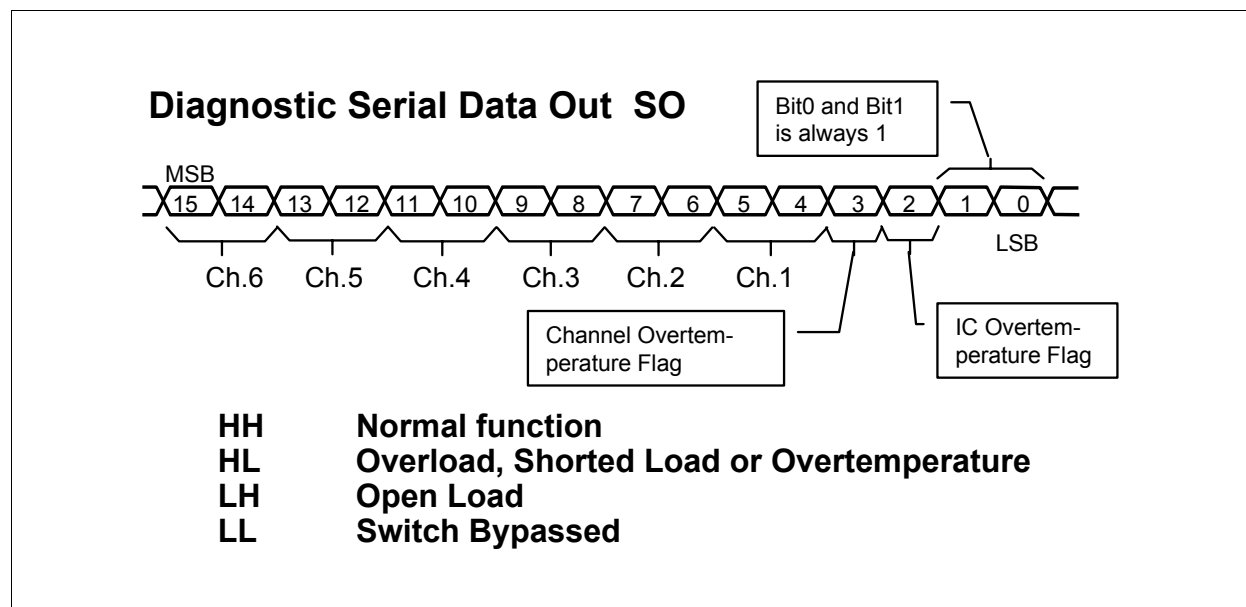 Diagnostic Serial Data Out SO
Bit0 and Bit1
is always 1
MSB
15 14 13 12 11 10 9 8 7 6 5 4 3 2 1 0
LSB
Ch.6 Ch.5 Ch.4 Ch.3 Ch.2 Ch.1
Channel Overtem-
perature Flag
IC Overtem-
perature Flag
HH Normal function
HL Overload, Shorted Load or Overtemperature
LH Open Load
LL Switch Bypassed